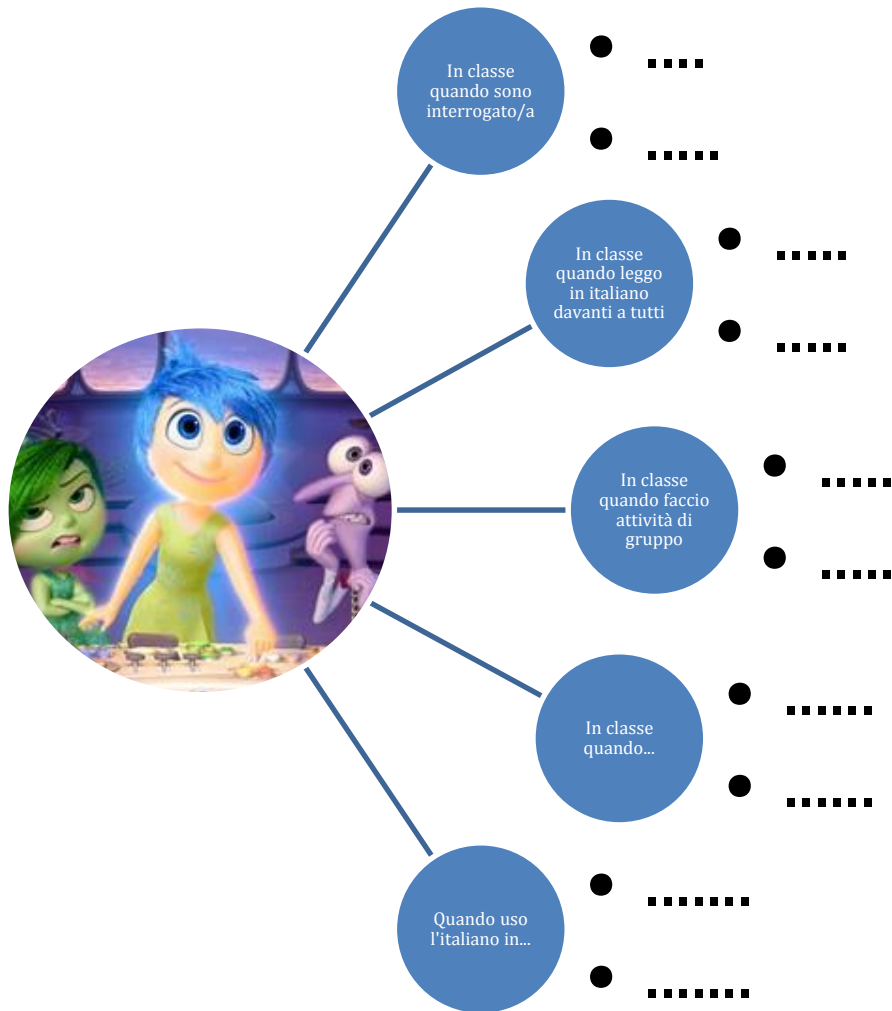 In classe
quando sono
interrogato/a
• ....
• .....
In classe
quando leggo
in italiano
davanti a tutti
• .....
• .....
In classe
quando faccio
attività di
gruppo
• .....
• .....
In classe
quando...
• ......
• ......
Quando uso
l'italiano in...
• .......
• .......